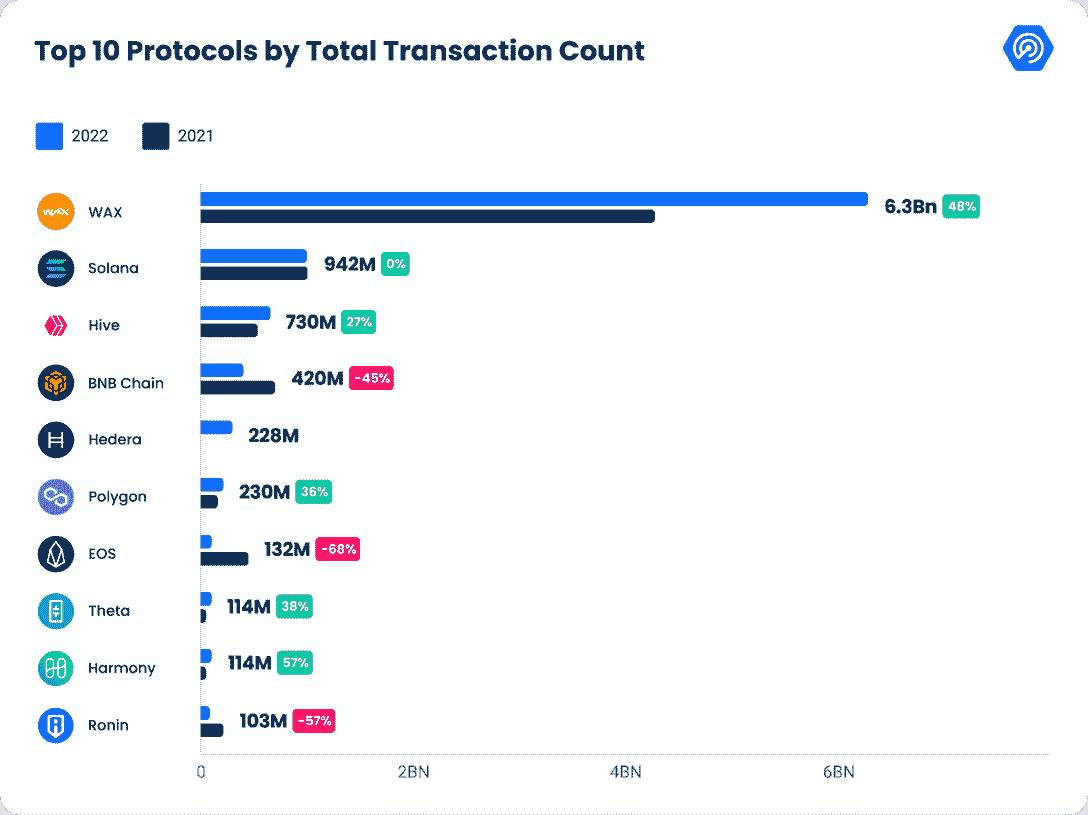 Top 10 Protocols by Total Transaction Count
2022 2021
WAX WAX 6.3Bn 48%
Solana 942M 0%
Hive 730M 27%
BNB Chain 420M -45%
Hedera 228M
Polygon 230M 36%
EOS 132M -68%
Theta 114M 38%
Harmony 114M 57%
Ronin 103M -57%
0 2BN 4BN 6BN